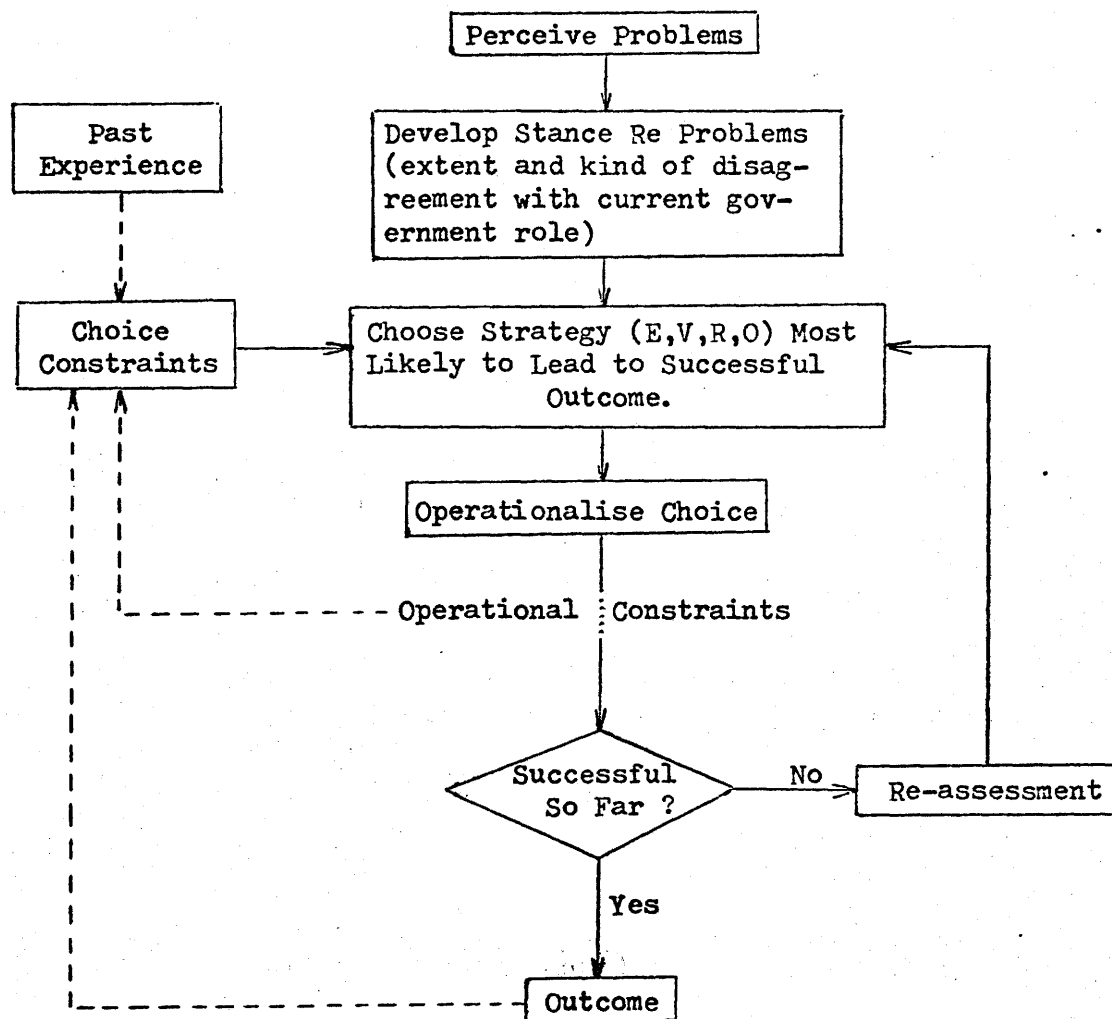 Perceive Problems
Past
Experience
Develop Stance Re Problems
(extent and kind of disag-
reement with current gov-
ernment role)
Choice
Constraints
Choose Strategy (E,V,R,O) Most
Likely to Lead to Successful
Outcome.
Operationalise Choice
Operational Constraints
Successful
So Far ?
No
Re-assessment
Yes
Outcome